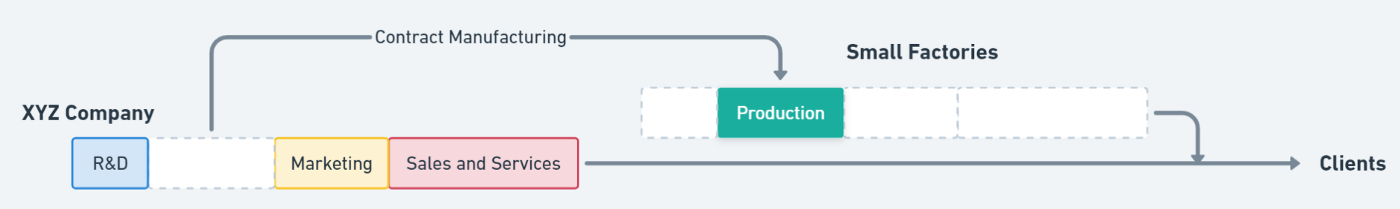 Contract Manufacturing
Small Factories
XYZ Company
Production
R&D
Marketing
Sales and Services
Clients